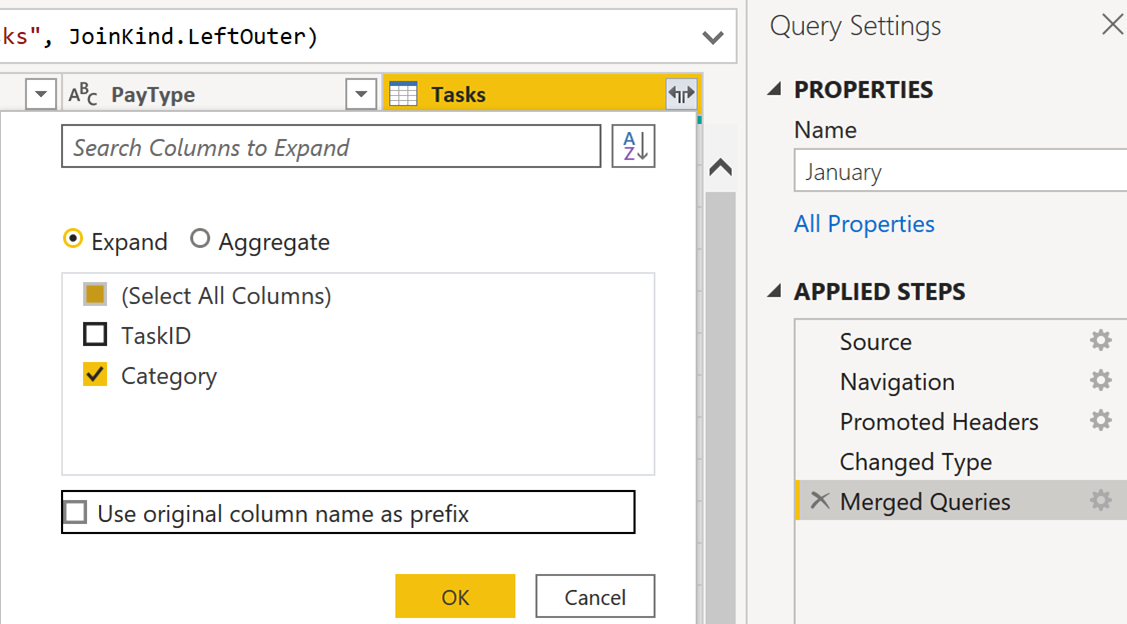 ks", JoinKind.LeftOuter)
Query Settings
ABC PayType
Tasks
Search Columns to Expand
AZ
Expand
Aggregate
(Select All Columns)
TaskID
Category
Use original column name as prefix
OK
Cancel
PROPERTIES
Name
January
All Properties
APPLIED STEPS
Source
Navigation
Promoted Headers
Changed Type
Merged Queries